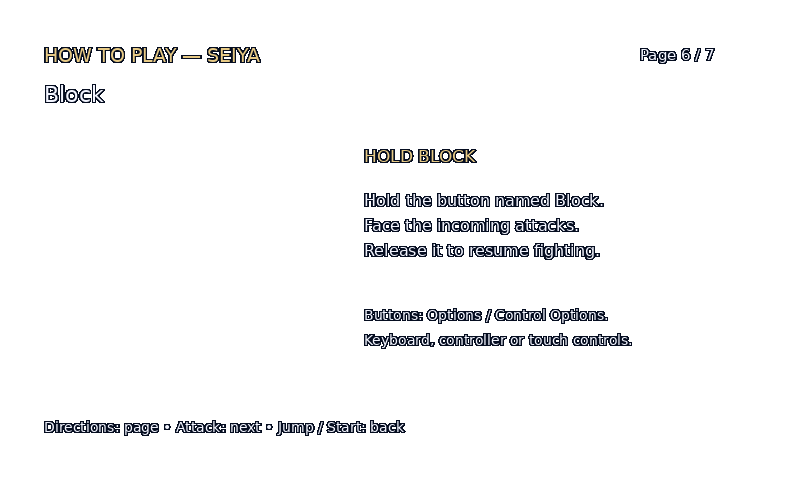 HOW TO PLAY — SEIYA
Page 6 / 7
Block
HOLD BLOCK
Hold the button named Block.
Face the incoming attacks.
Release it to resume fighting.
Buttons: Options / Control Options.
Keyboard, controller or touch controls.
Directions: page • Attack: next • Jump / Start: back